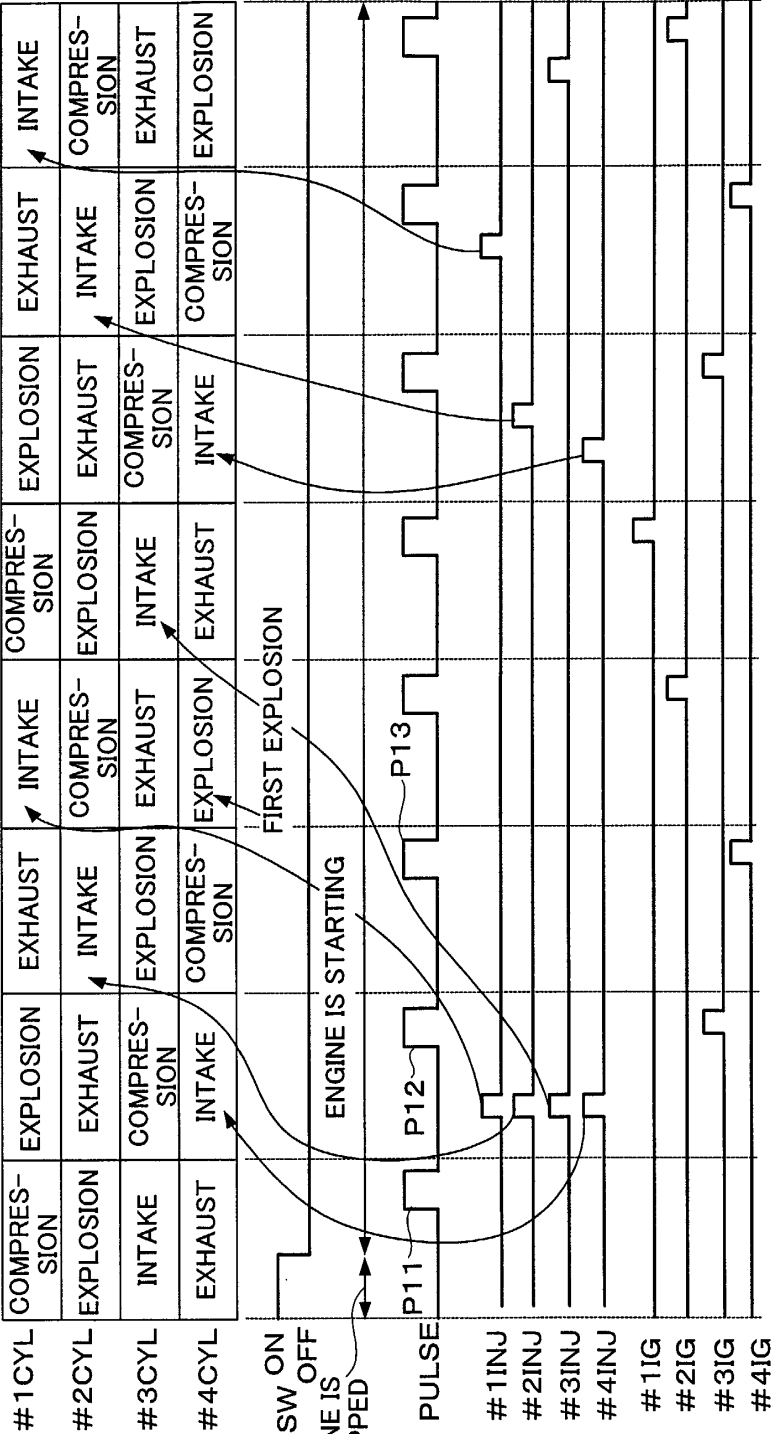 #1CYL
COMPRES-
SION
EXPLOSION
EXHAUST
INTAKE
COMPRES-
SION
EXPLOSION
EXHAUST
INTAKE
#2CYL
EXPLOSION
EXHAUST
INTAKE
COMPRES-
SION
EXPLOSION
EXHAUST
INTAKE
COMPRES-
SION
#3CYL
INTAKE
COMPRES-
SION
EXPLOSION
EXHAUST
INTAKE
COMPRES-
SION
EXPLOSION
EXHAUST
#4CYL
EXHAUST
INTAKE
COMPRES-
SION
EXPLOSION
EXHAUST
INTAKE
COMPRES-
SION
EXPLOSION
FIRST EXPLOSION
SW
ON
OFF
NE IS
PPED
ENGINE IS STARTING
PULSE
P11
P12
P13
#1INJ
#2INJ
#3INJ
#4INJ
#1IG
#2IG
#3IG
#4IG